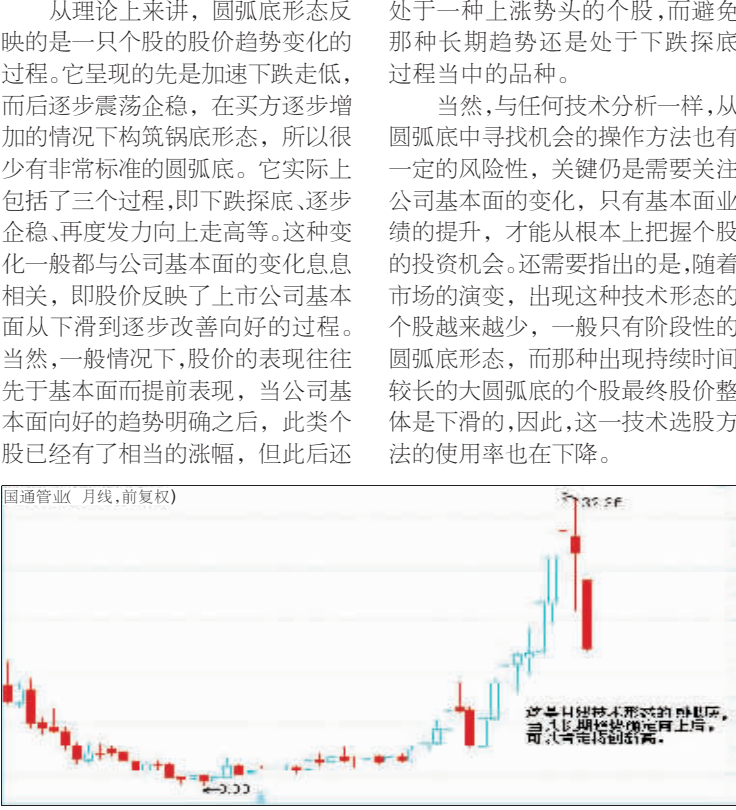 从理论上来讲，圆弧底形态反
映的是一只个股的股价趋势变化的
过程。它呈现的先是加速下跌走低，
而后逐步震荡企稳，在买方逐步增
加的情况下构筑锅底形态，所以很
少有非常标准的圆弧底。它实际上
包括了三个过程，即下跌探底、逐步
企稳、再度发力向上走高等。这种变
化一般都与公司基本面的变化息息
相关，即股价反映了上市公司基本
面从下滑到逐步改善向好的过程。
当然，一般情况下，股价的表现往往
先于基本面而提前表现，当公司基
本面向好的趋势明确之后，此类个
股已经有了相当的涨幅，但此后还
处于一种上涨势头的个股，而避免
那种长期趋势还是处于下跌探底
过程当中的品种。
当然，与任何技术分析一样，从
圆弧底中寻找机会的操作方法也有
一定的风险性，关键仍是需要关注
公司基本面的变化，只有基本面业
绩的提升，才能从根本上把握个股
的投资机会。还需要指出的是，随着
市场的演变，出现这种技术形态的
个股越来越少，一般只有阶段性的
圆弧底形态，而那种出现持续时间
较长的大圆弧底的个股最终股价整
体是下滑的，因此，这一技术选股方
法的使用率也在下降。
国通管业(月线，前复权)